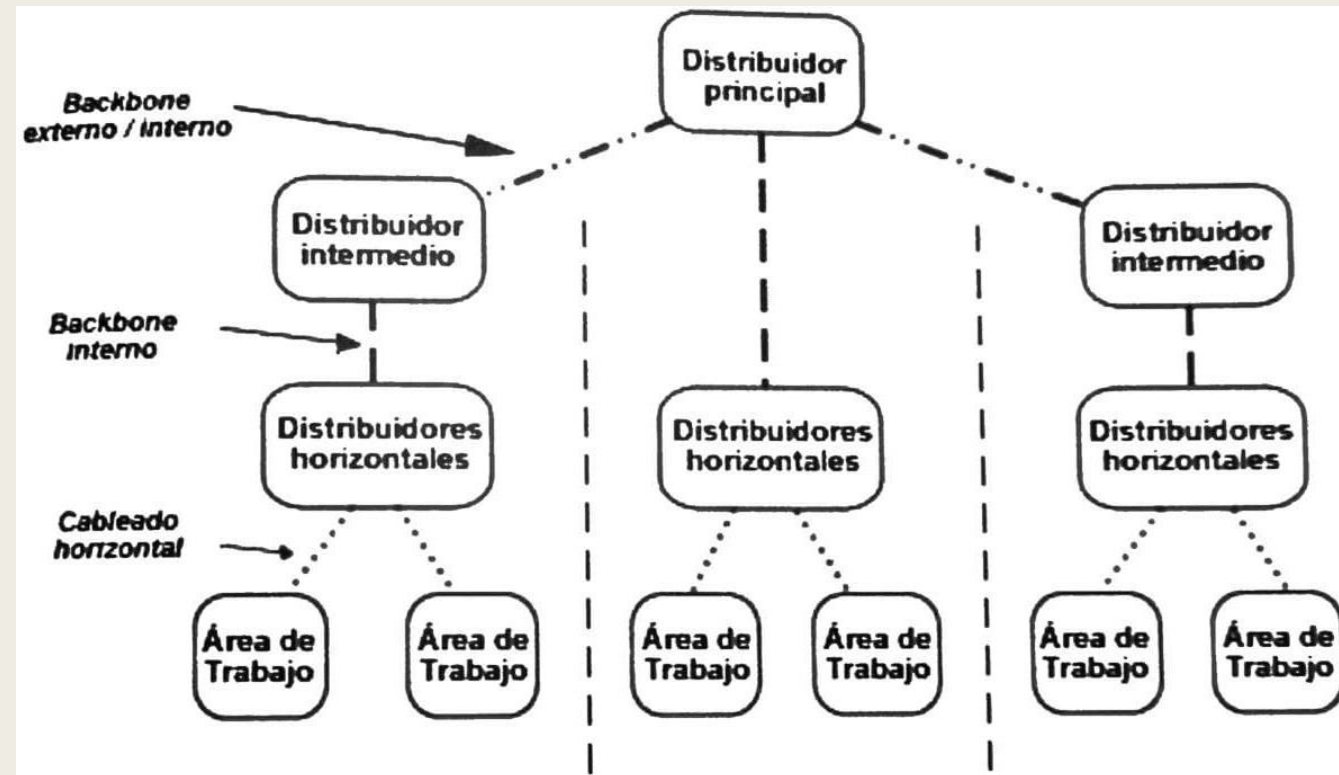 Distribuidor
principal
Backbone
externo / interno
Distribuidor
intermedio
Distribuidor
intermedio
Backbone
interno
Distribuidores
horizontales
Distribuidores
horizontales
Distribuidores
horizontales
Cableado
horizontal
Área de
Trabajo
Área de
Trabajo
Área de
Trabajo
Área de
Trabajo
Área de
Trabajo
Área de
Trabajo